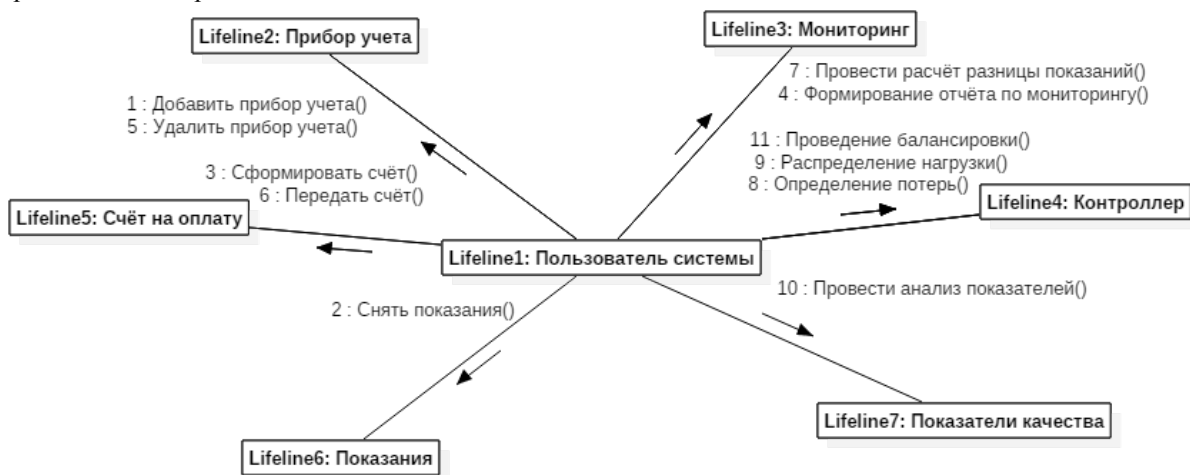 Lifeline2: Прибор учета
Lifeline3: Мониторинг
7 : Провести расчёт разницы показаний()
4 : Формирование отчёта по мониторингу()
1 : Добавить прибор учета()
5 : Удалить прибор учета()
11 : Проведение балансировки()
9 : Распределение нагрузки()
8 : Определение потерь()
3 : Сформировать счёт()
6 : Передать счёт()
Lifeline5: Счёт на оплату
Lifeline4: Контроллер
Lifeline1: Пользователь системы
10 : Провести анализ показателей()
2 : Снять показания()
Lifeline7: Показатели качества
Lifeline6: Показания